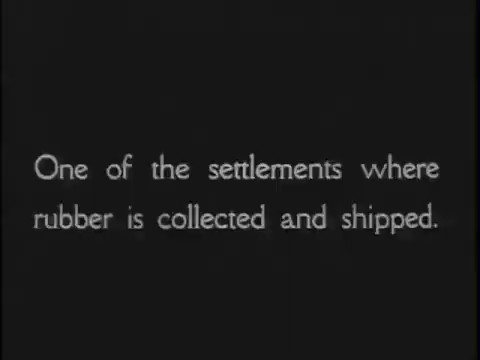 One of the settlements where
rubber is collected and shipped.